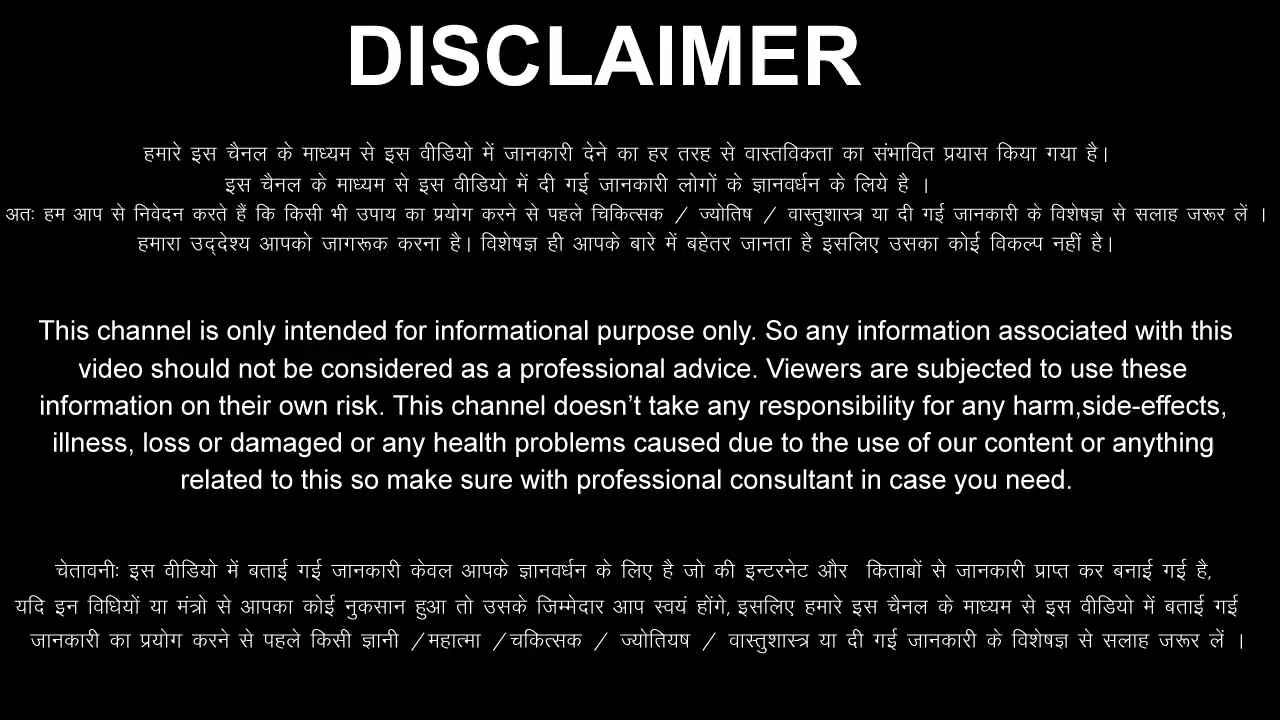 DISCLAIMER
हमारे इस चैनल के माध्यम से इस वीडियो में जानकारी देने का हर तरह से वास्तविकता का संभावित प्रयास किया गया है।
इस चैनल के माध्यम से इस वीडियो में दी गई जानकारी लोगों के ज्ञानवर्धन के लिये है ।
अतः हम आप से निवेदन करते हैं कि किसी भी उपाय का प्रयोग करने से पहले चिकित्सक / ज्योतिष / वास्तुशास्त्र या दी गई जानकारी के विशेषज्ञ से सलाह जरूर लें ।
हमारा उद्देश्य आपको जागरूक करना है। विशेषज्ञ ही आपके बारे में बहेतर जानता है इसलिए उसका कोई विकल्प नहीं है।
This channel is only intended for informational purpose only. So any information associated with this
video should not be considered as a professional advice. Viewers are subjected to use these
information on their own risk. This channel doesn’t take any responsibility for any harm,side-effects,
illness, loss or damaged or any health problems caused due to the use of our content or anything
related to this so make sure with professional consultant in case you need.
चेतावनीः इस वीडियो में बताई गई जानकारी केवल आपके ज्ञानवर्धन के लिए है जो की इन्टरनेट और किताबों से जानकारी प्राप्त कर बनाई गई है,
यदि इन विधियों या मंत्रो से आपका कोई नुकसान हुआ तो उसके जिम्मेदार आप स्वयं होंगे, इसलिए हमारे इस चैनल के माध्यम से इस वीडियो में बताई गई
जानकारी का प्रयोग करने से पहले किसी ज्ञानी /महात्मा /चकित्सक / ज्योतियष / वास्तुशास्त्र या दी गई जानकारी के विशेषज्ञ से सलाह जरूर लें ।